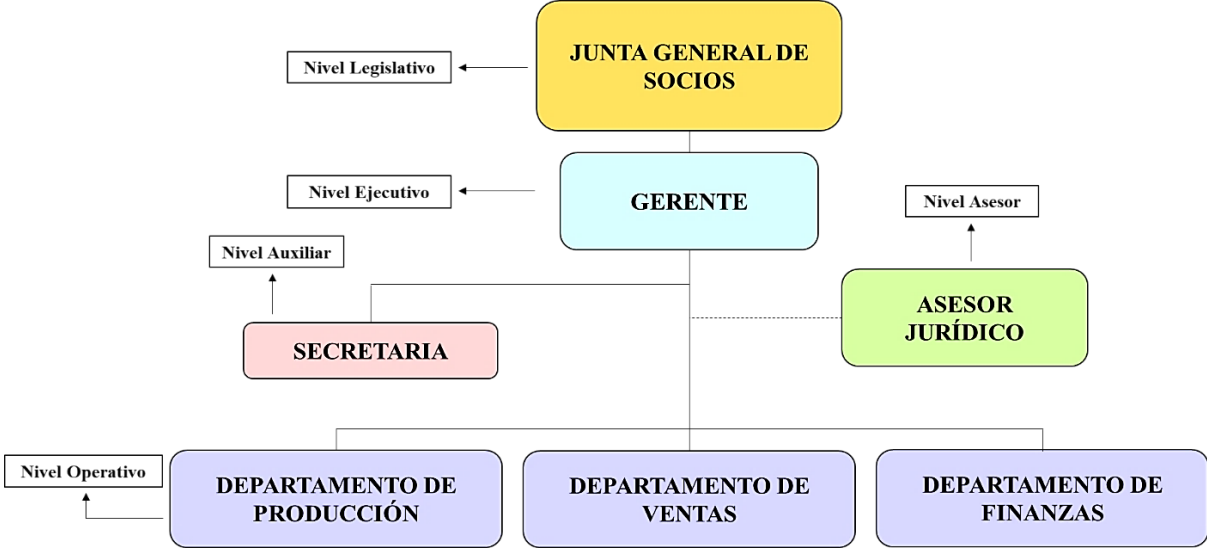 JUNTA GENERAL DE
SOCIOS
Nivel Legislativo
GERENTE
Nivel Ejecutivo
Nivel Asesor
Nivel Auxiliar
ASESOR
JURÍDICO
SECRETARIA
Nivel Operativo
DEPARTAMENTO DE
PRODUCCIÓN
DEPARTAMENTO DE
VENTAS
DEPARTAMENTO DE
FINANZAS